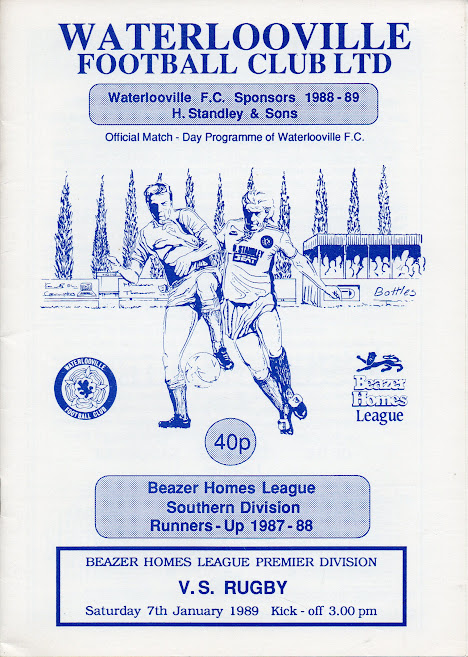 WATERLOOVILLE
FOOTBALL CLUB LTD
Waterlooville F.C. Sponsors 1988-89
H. Standley & Sons
Official Match - Day Programme of Waterlooville F.C.
H. STANDLEY
Bottles
WATERLOOVILLE
FOOTBALL CLUB
Beazer
Homes
League
40p
Beazer Homes League
Southern Division
Runners - Up 1987 - 88
BEAZER HOMES LEAGUE PREMIER DIVISION
V.S. RUGBY
Saturday 7th January 1989 Kick - off 3.00 pm